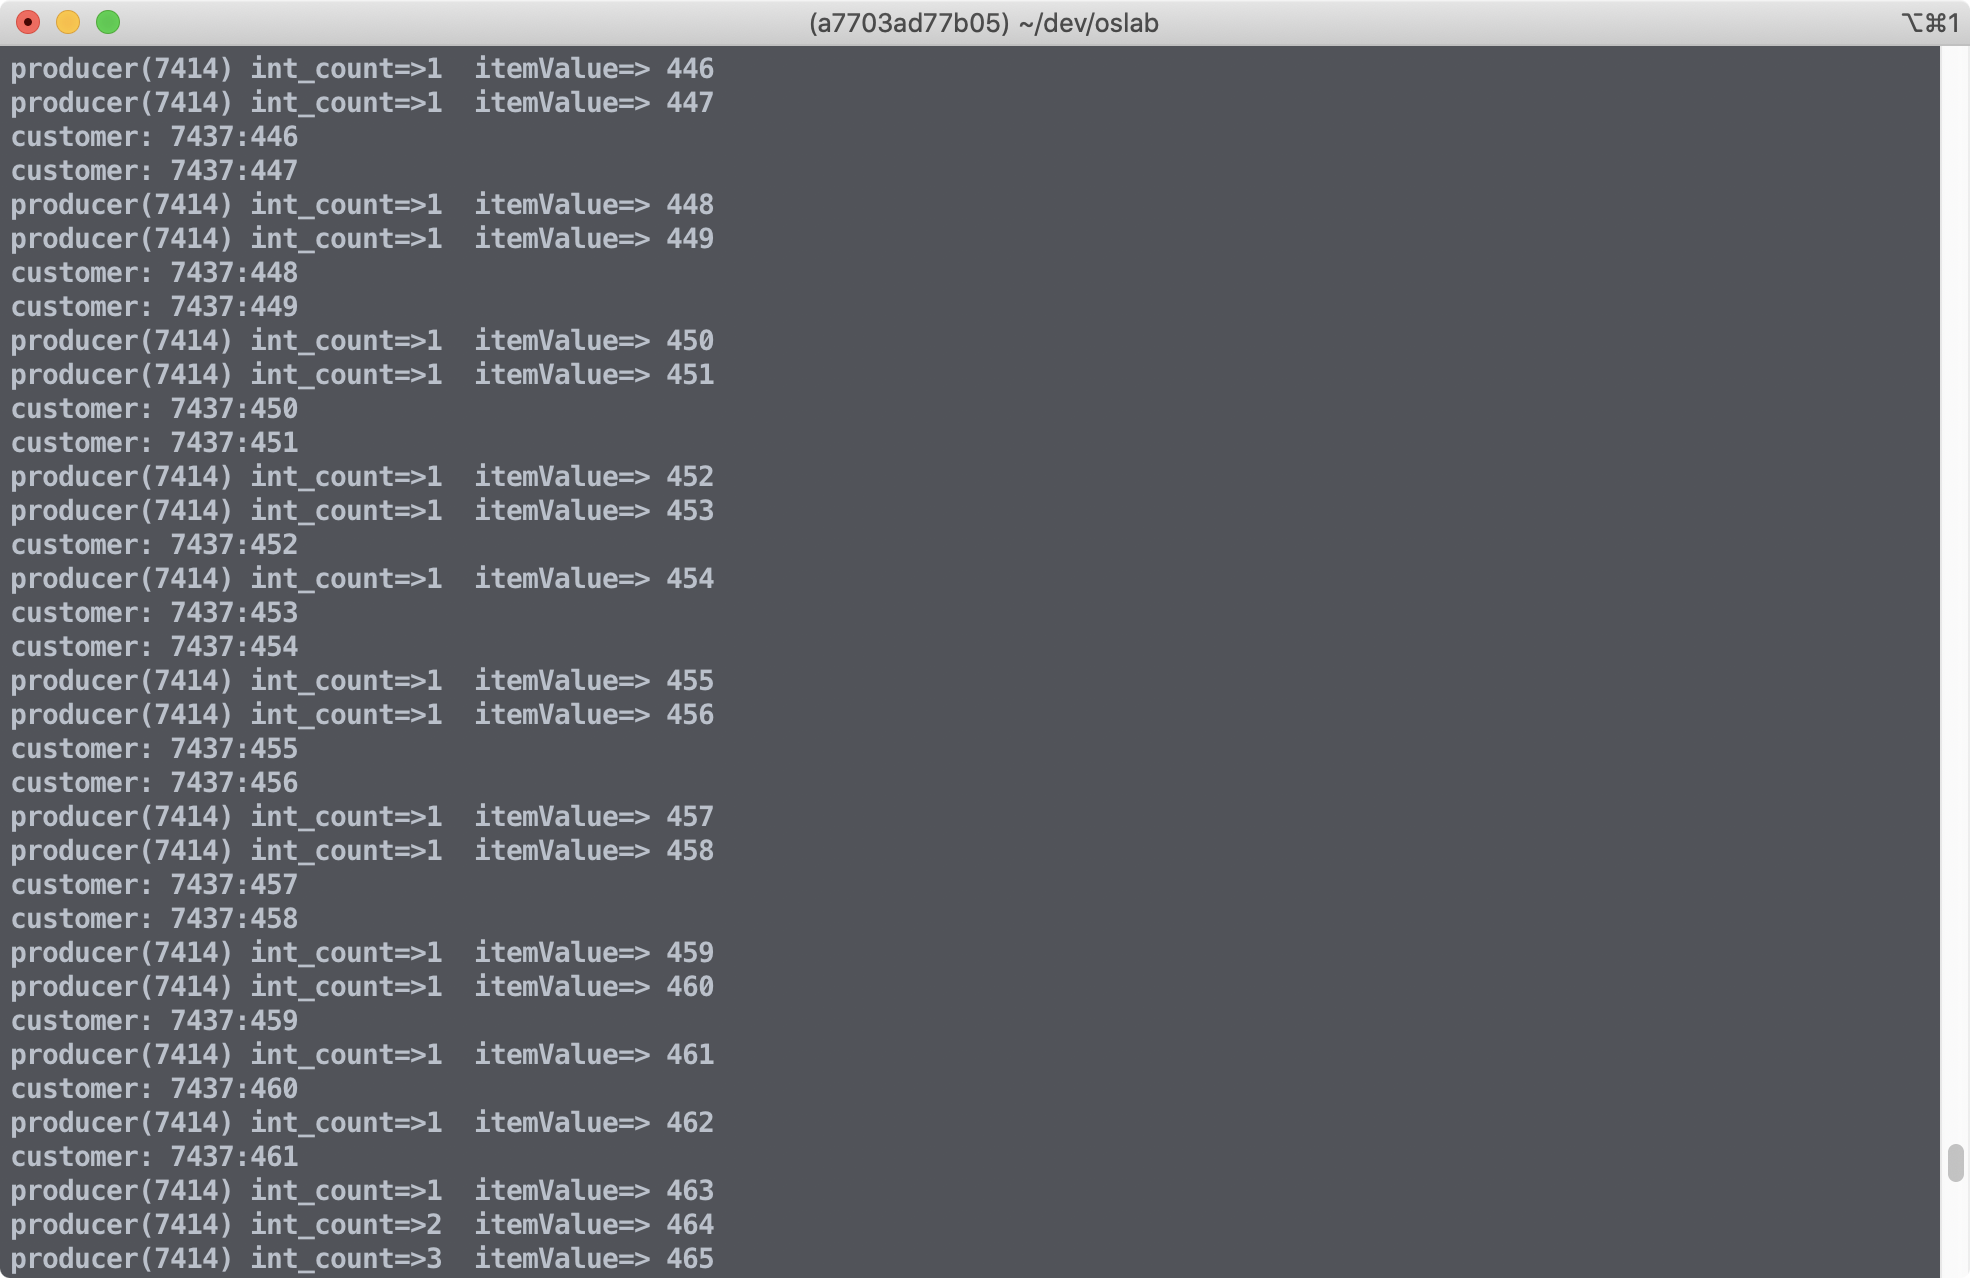 (a7703ad77b05) ~/dev/oslab
⌥⌘1
producer(7414) int_count=>1  itemValue=> 446
producer(7414) int_count=>1  itemValue=> 447
customer: 7437:446
customer: 7437:447
producer(7414) int_count=>1  itemValue=> 448
producer(7414) int_count=>1  itemValue=> 449
customer: 7437:448
customer: 7437:449
producer(7414) int_count=>1  itemValue=> 450
producer(7414) int_count=>1  itemValue=> 451
customer: 7437:450
customer: 7437:451
producer(7414) int_count=>1  itemValue=> 452
producer(7414) int_count=>1  itemValue=> 453
customer: 7437:452
producer(7414) int_count=>1  itemValue=> 454
customer: 7437:453
customer: 7437:454
producer(7414) int_count=>1  itemValue=> 455
producer(7414) int_count=>1  itemValue=> 456
customer: 7437:455
customer: 7437:456
producer(7414) int_count=>1  itemValue=> 457
producer(7414) int_count=>1  itemValue=> 458
customer: 7437:457
customer: 7437:458
producer(7414) int_count=>1  itemValue=> 459
producer(7414) int_count=>1  itemValue=> 460
customer: 7437:459
producer(7414) int_count=>1  itemValue=> 461
customer: 7437:460
producer(7414) int_count=>1  itemValue=> 462
customer: 7437:461
producer(7414) int_count=>1  itemValue=> 463
producer(7414) int_count=>2  itemValue=> 464
producer(7414) int_count=>3  itemValue=> 465